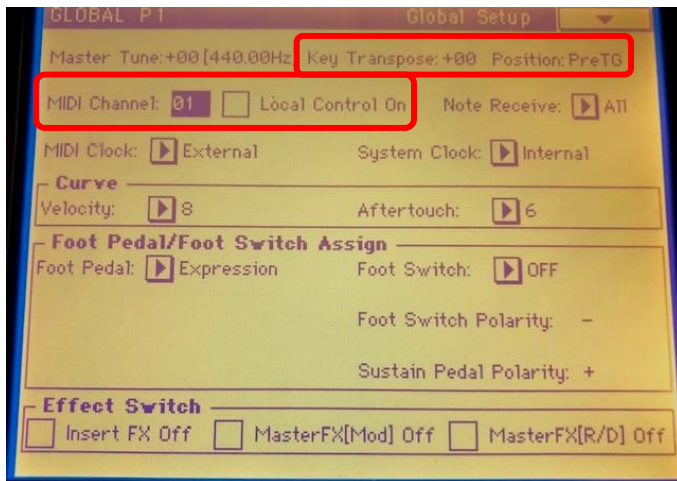 GLOBAL P1 Global Setup
Master Tune:+00[440.00Hz Key Transpose:+00 Position:PreTG
MIDI Channel: 01 Local Control On Note Receive: All
MIDI Clock: External System Clock: Internal
Curve
Velocity: 8 Aftertouch: 6
Foot Pedal/Foot Switch Assign
Foot Pedal: Expression Foot Switch: OFF
Foot Switch Polarity: -
Sustain Pedal Polarity: +
Effect Switch
Insert FX Off MasterFX[Mod] Off MasterFX[R/D] Off